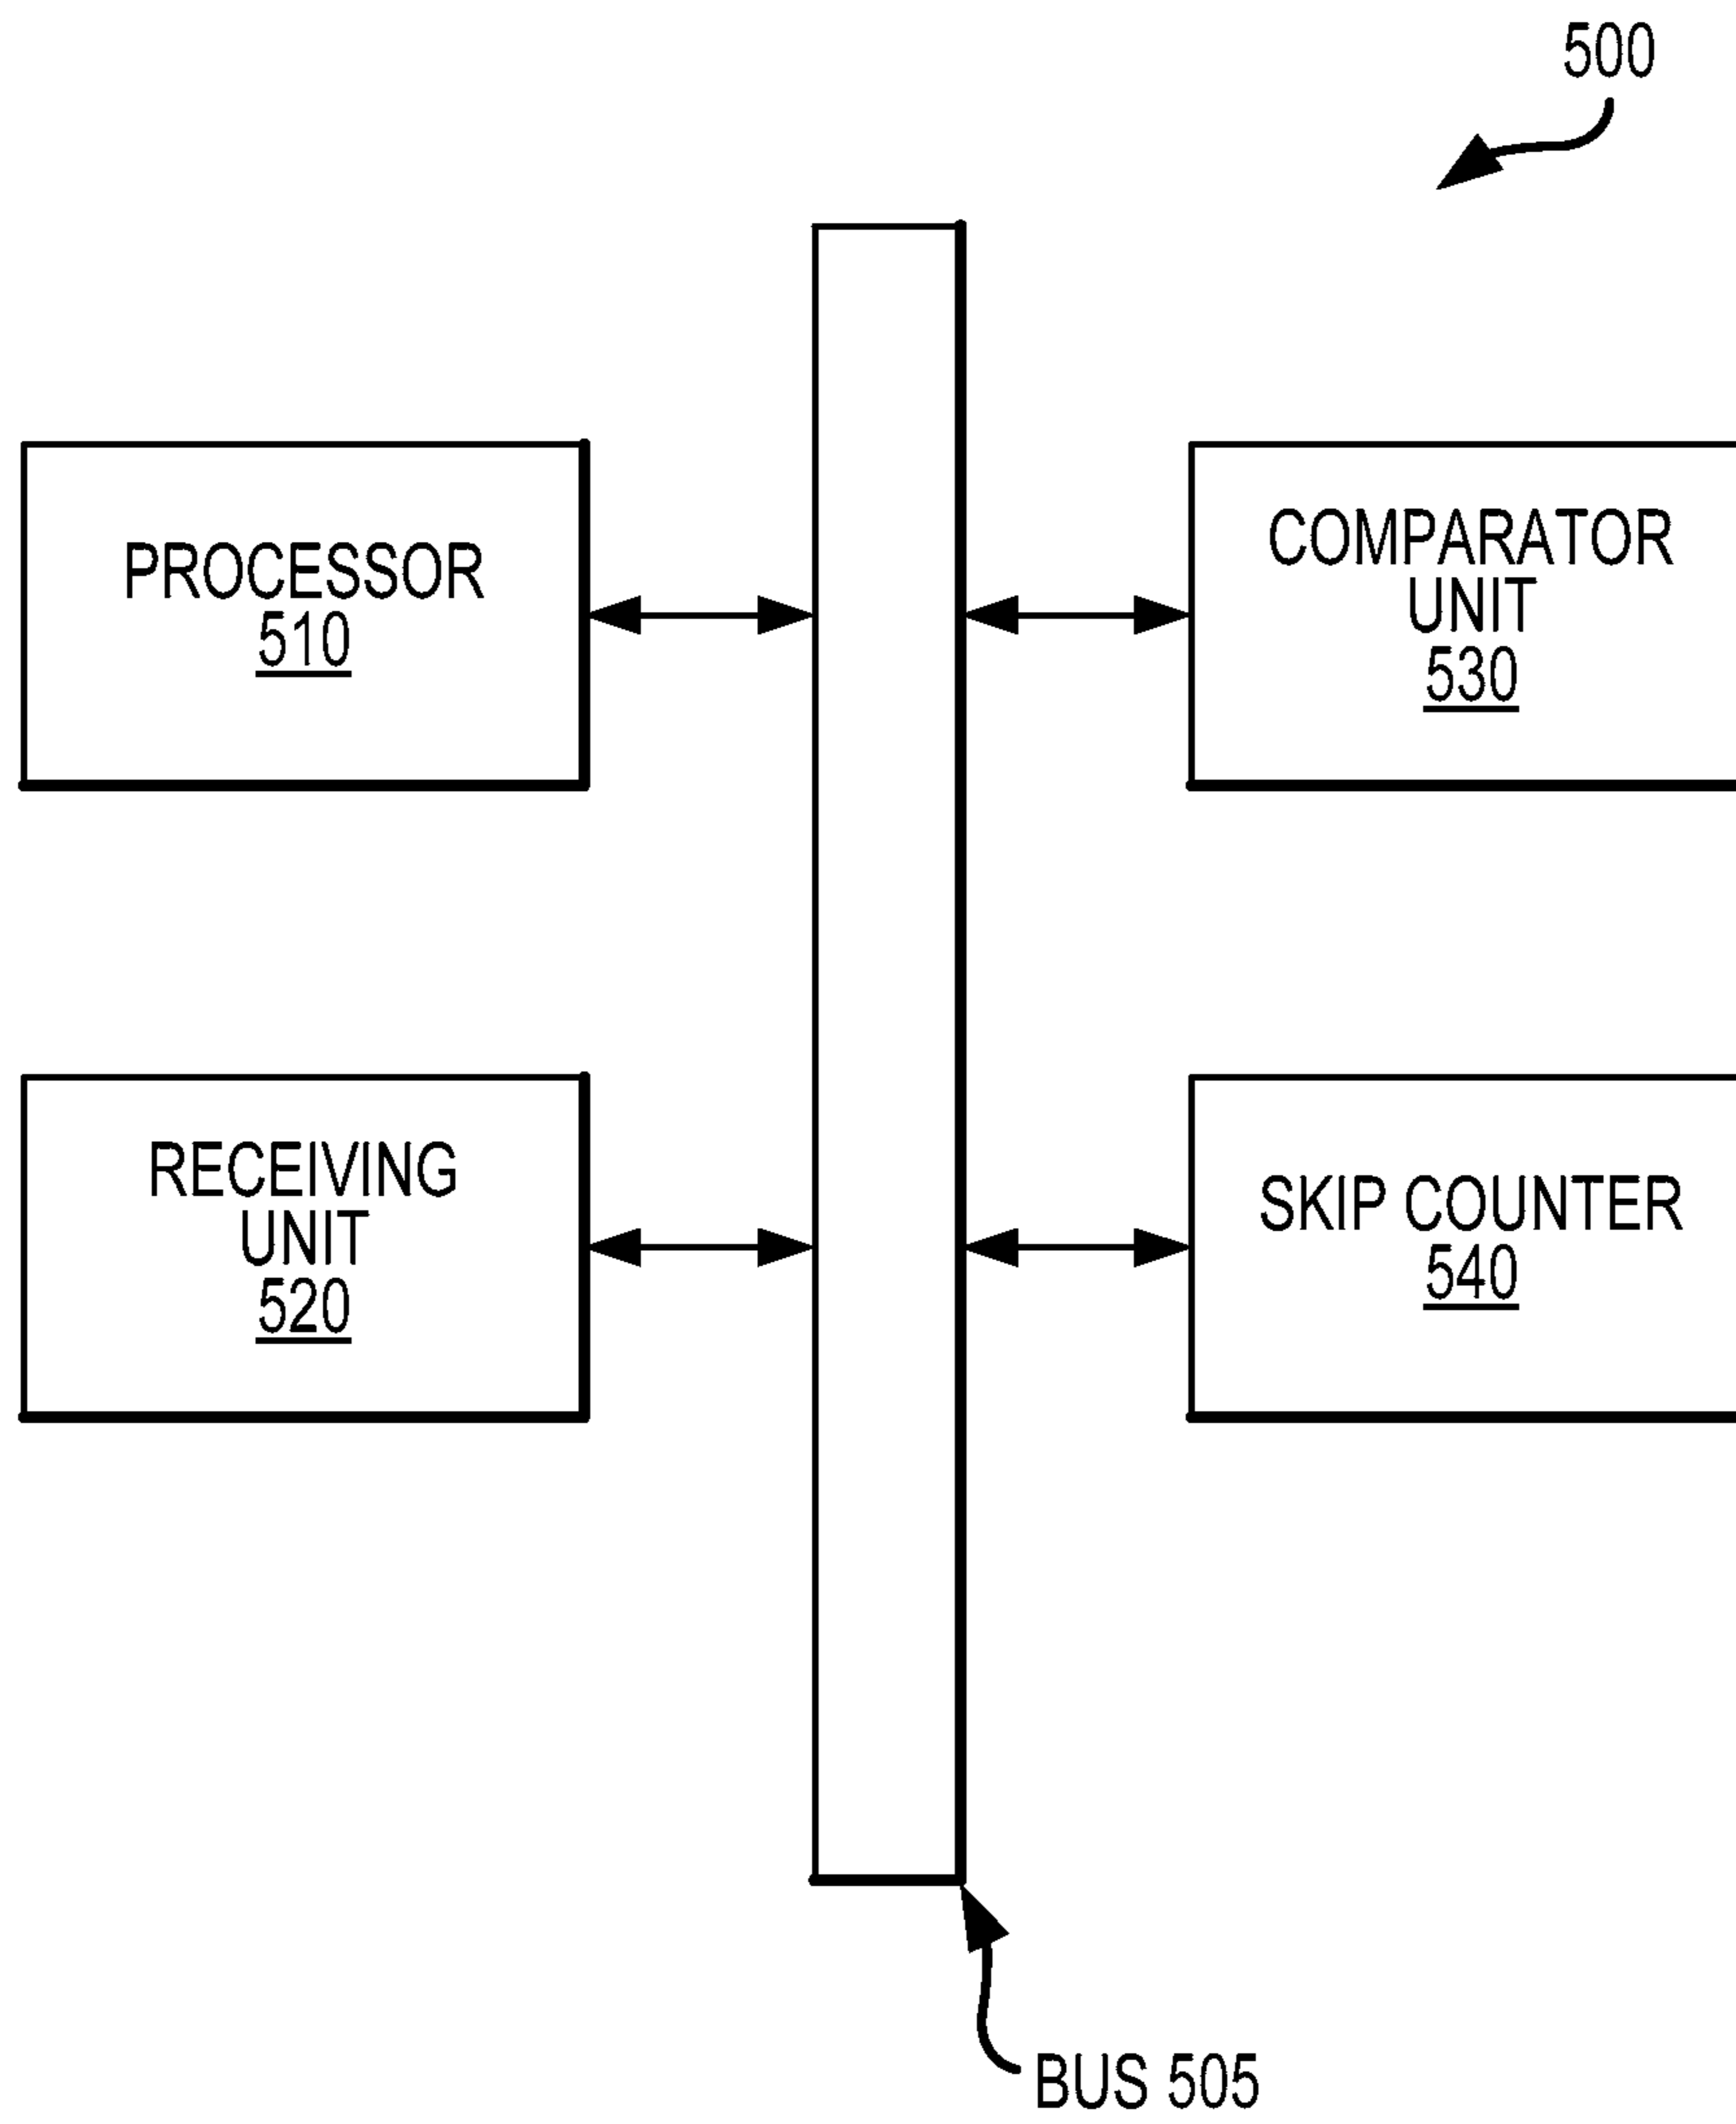 500
PROCESSOR
510
COMPARATOR
UNIT
530
RECEIVING
UNIT
520
SKIP COUNTER
540
BUS 505